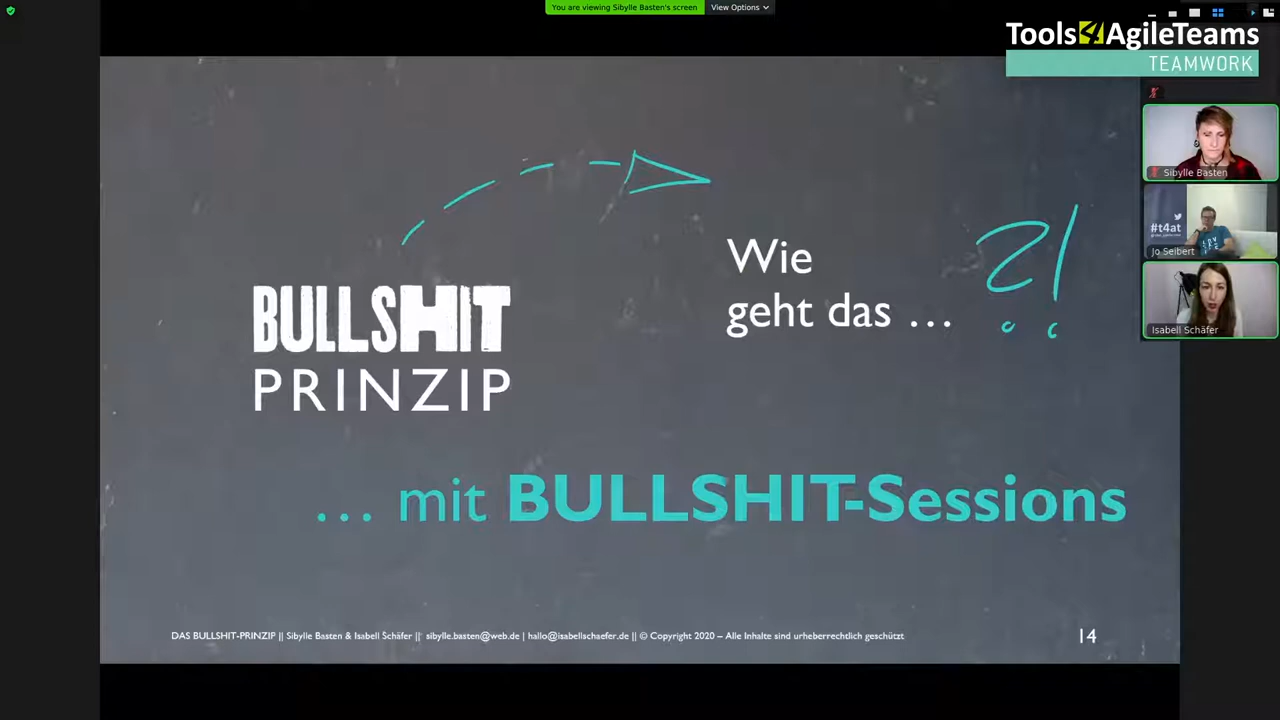 You are viewing Sibylle Basten's screen
View Options
Tools4AgileTeams
TEAMWORK
Sibylle Basten
#t4at
Jo Seibert
Isabell Schäfer
BULLSHIT
PRINZIP
Wie
geht das … ?!
… mit BULLSHIT-Sessions
DAS BULLSHIT-PRINZIP || Sibylle Basten & Isabell Schäfer || sibylle.basten@web.de | hallo@isabellschaefer.de || © Copyright 2020 – Alle Inhalte sind urheberrechtlich geschützt
14